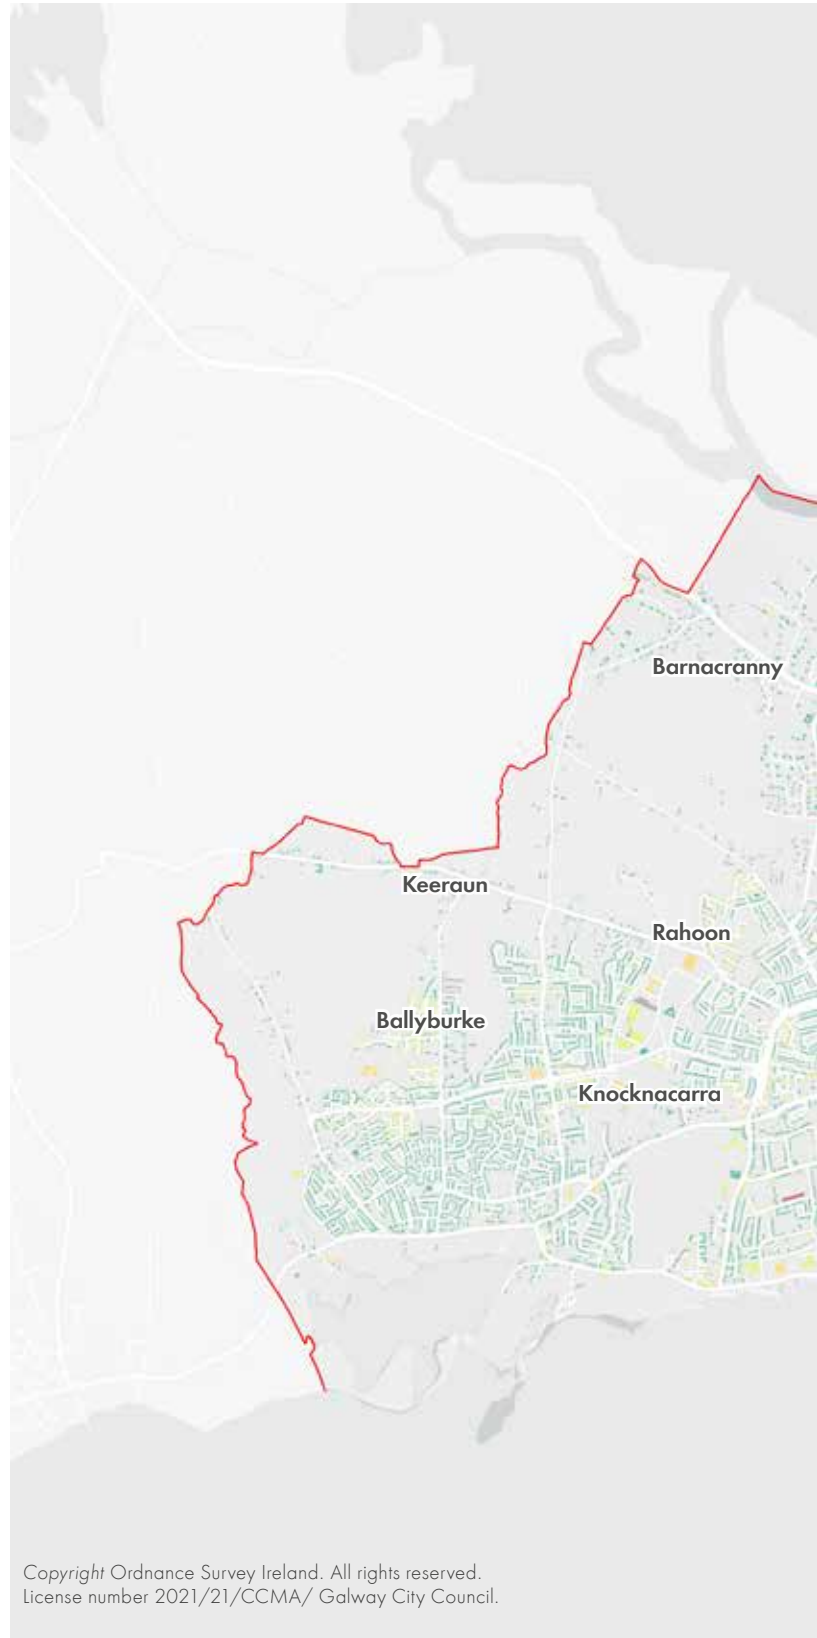 Barnacranny
Keeraun
Rahoon
Ballyburke
Knocknacarra
Copyright Ordnance Survey Ireland. All rights reserved.
License number 2021/21/CCMA/ Galway City Council.